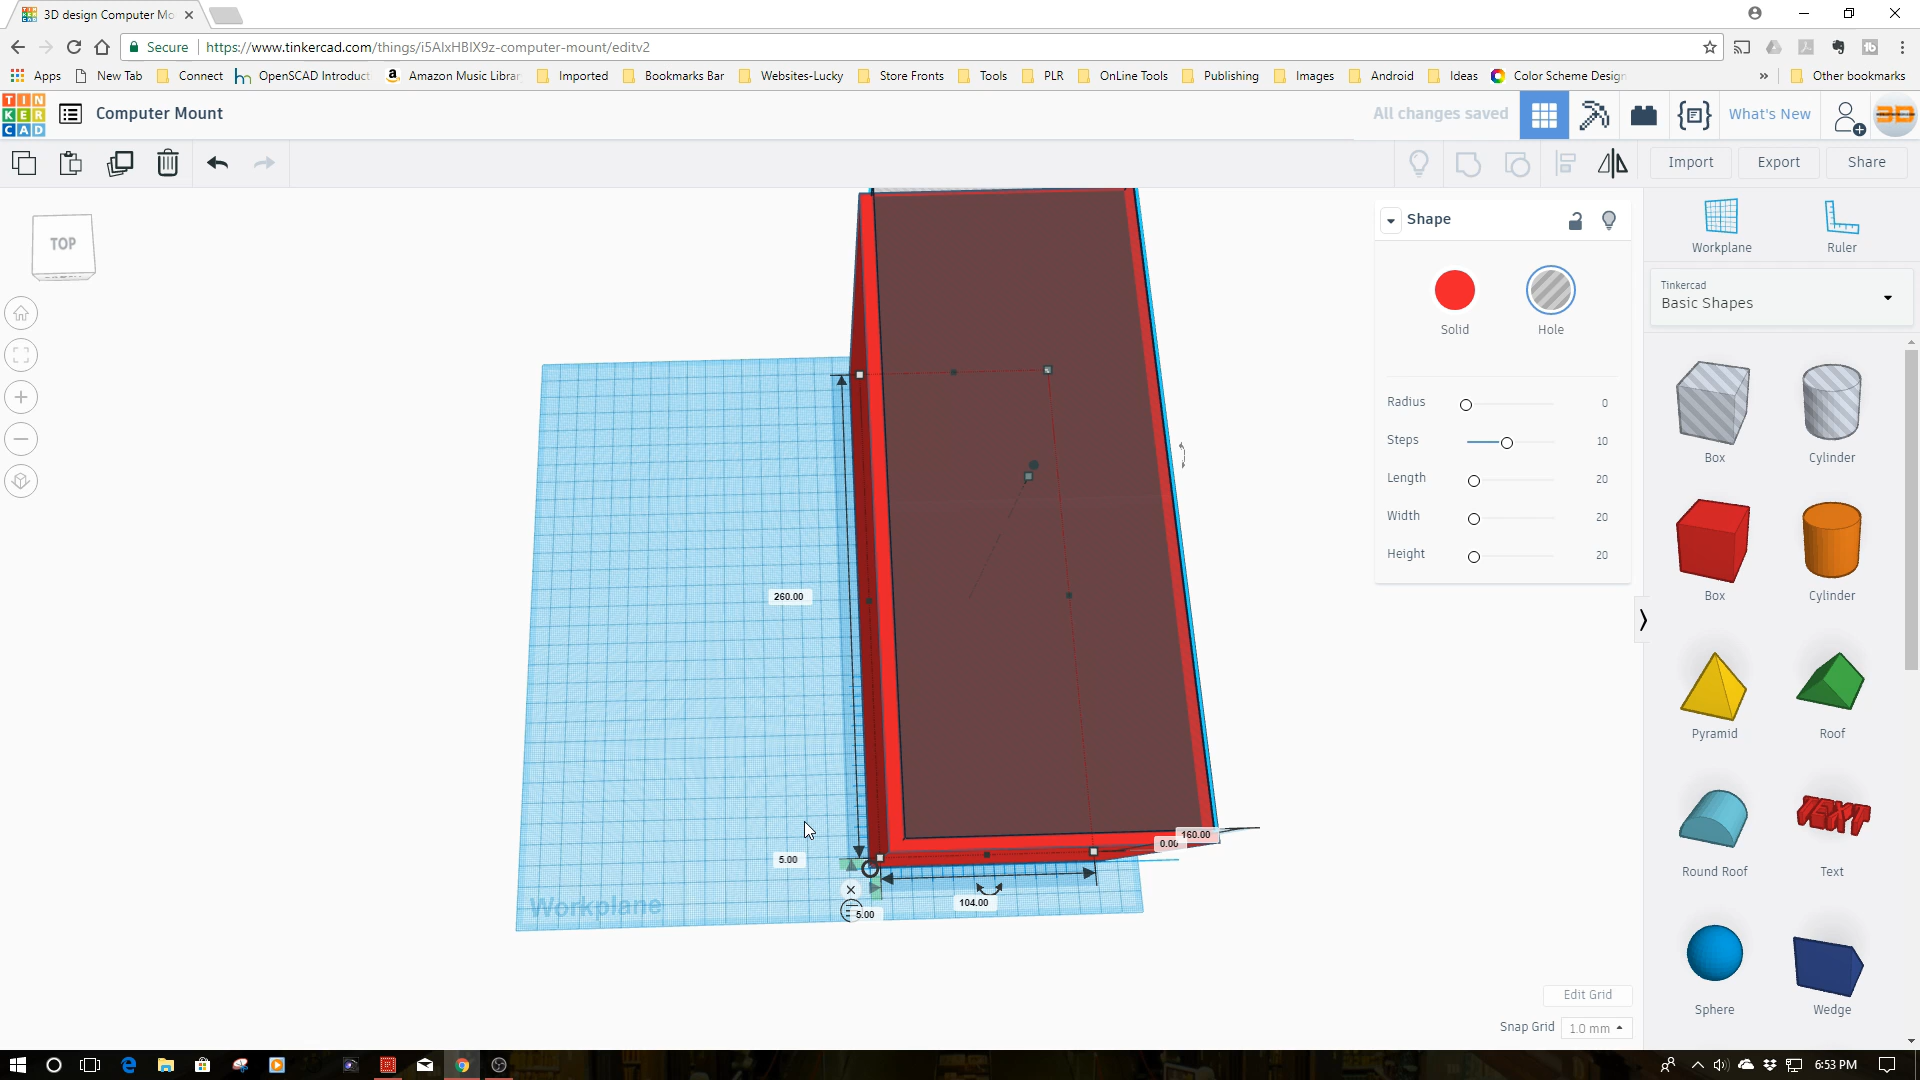 3D design Computer Mo
Secure
https://www.tinkercad.com/things/i5AlxHBlX9z-computer-mount/editv2
Apps
New Tab
Connect
OpenSCAD Introduct
Amazon Music Librar
Imported
Bookmarks Bar
Websites-Lucky
Store Fronts
Tools
PLR
OnLine Tools
Publishing
Images
Android
Ideas
Color Scheme Design
»
Other bookmarks
TIN
KER
CAD
Computer Mount
All changes saved
What's New
3D
Import
Export
Share
TOP
Shape
Solid
Hole
Radius
0
Steps
10
Length
20
Width
20
Height
20
Workplane
Ruler
Tinkercad
Basic Shapes
Box
Cylinder
Box
Cylinder
Pyramid
Roof
Round Roof
TEXT
Text
Sphere
Wedge
260.00
5.00
5.00
104.00
0.00
160.00
Workplane
Edit Grid
Snap Grid
1.0 mm
6:53 PM